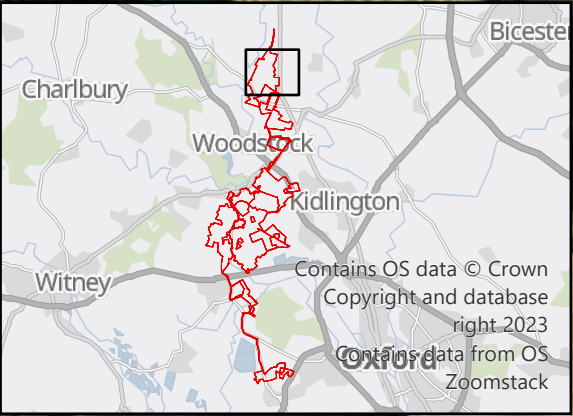 Bicester
Charlbury
Woodstock
Kidlington
Witney
Contains OS data © Crown
Copyright and database
right 2023
Oxford
Contains data from OS
Zoomstack